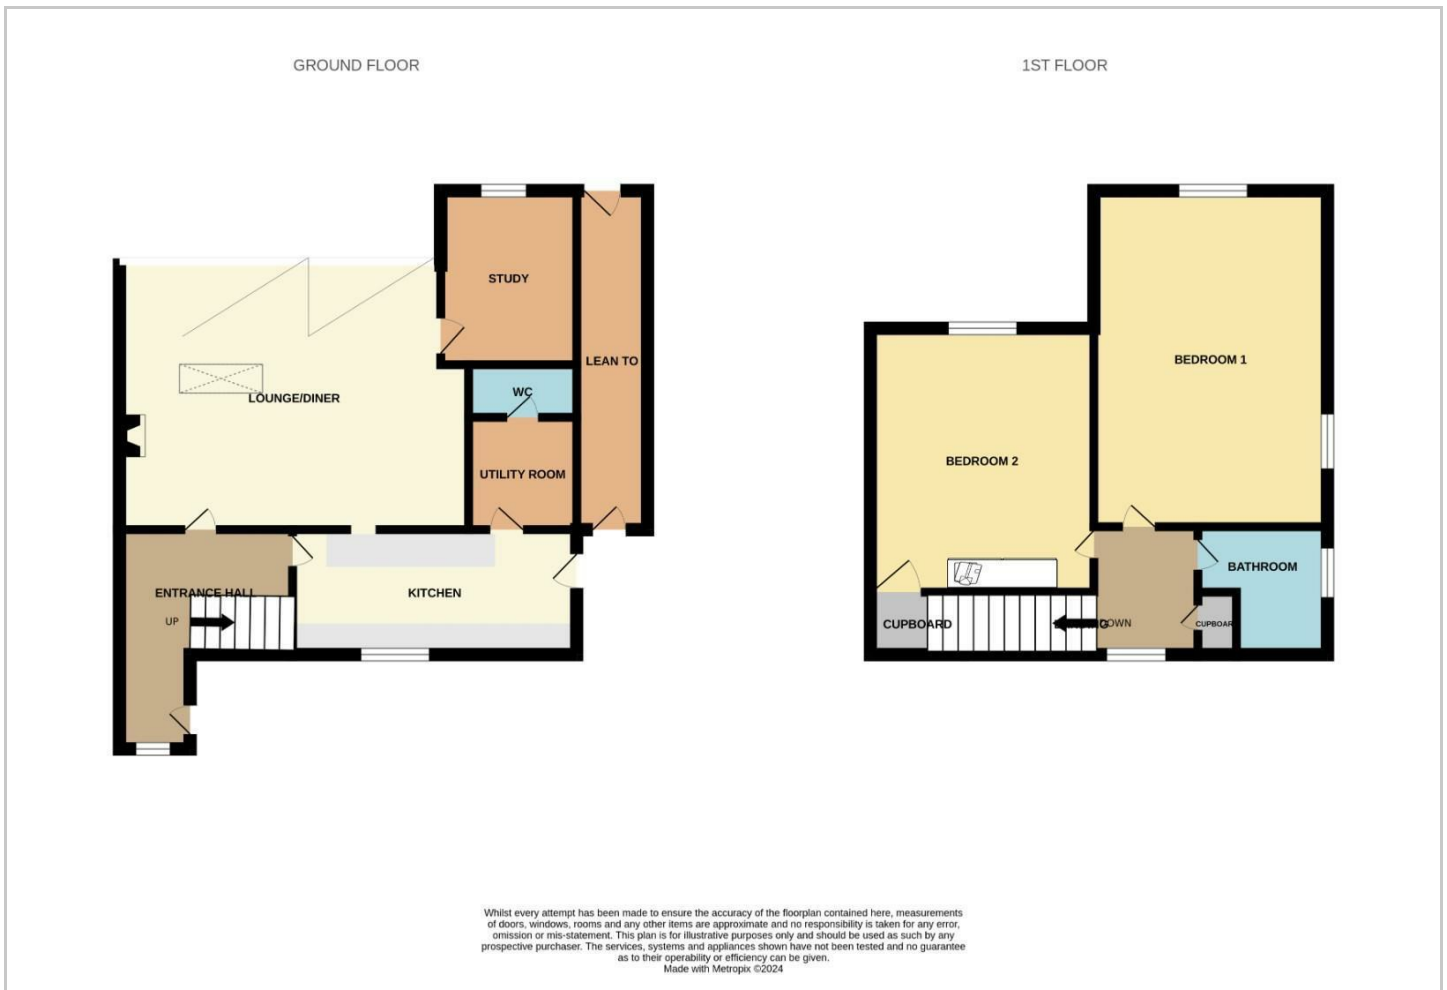 GROUND FLOOR
1ST FLOOR
STUDY
LEAN TO
WC
LOUNGE/DINER
UTILITY ROOM
ENTRANCE HALL
UP
KITCHEN
BEDROOM 1
BEDROOM 2
BATHROOM
CUPBOARD
DOWN
CUPBOARD
Whilst every attempt has been made to ensure the accuracy of the floorplan contained here, measurements
of doors, windows, rooms and any other items are approximate and no responsibility is taken for any error,
omission or mis-statement. This plan is for illustrative purposes only and should be used as such by any
prospective purchaser. The services, systems and appliances shown have not been tested and no guarantee
as to their operability or efficiency can be given.
Made with Metropix ©2024